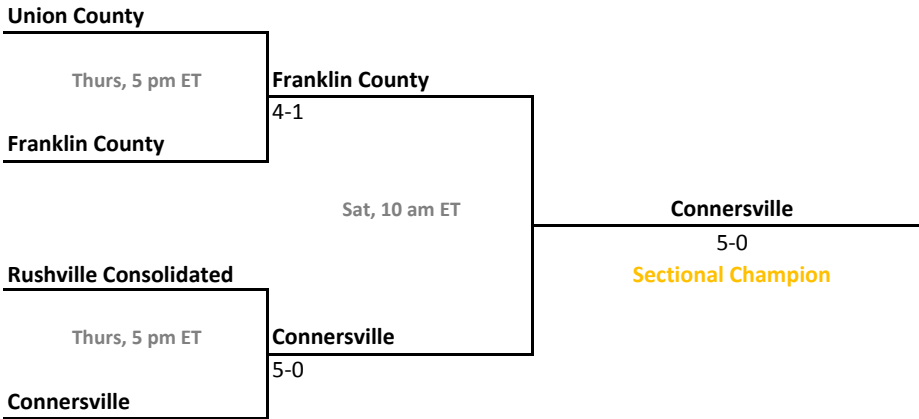 Union County
Thurs, 5 pm ET
Franklin County
4-1
Franklin County
Sat, 10 am ET
Connersville
5-0
Sectional Champion
Rushville Consolidated
Thurs, 5 pm ET
Connersville
5-0
Connersville